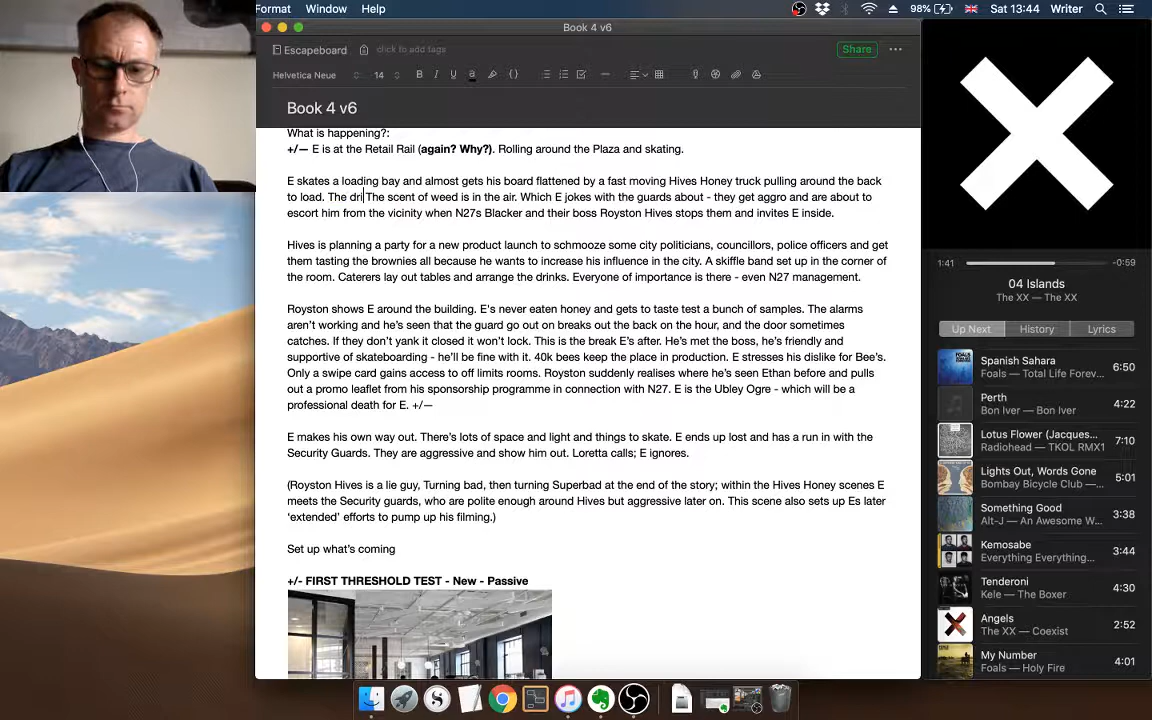 Format Window Help 98% Sat 13:44 Writer
Book 4 v6
Escapeboard click to add tags Share
Helvetica Neue 14 B I U a
Book 4 v6
What is happening?:
+/— E is at the Retail Rail (again? Why?). Rolling around the Plaza and skating.
E skates a loading bay and almost gets his board flattened by a fast moving Hives Honey truck pulling around the back
to load. The dri The scent of weed is in the air. Which E jokes with the guards about - they get aggro and are about to
escort him from the vicinity when N27s Blacker and their boss Royston Hives stops them and invites E inside.
Hives is planning a party for a new product launch to schmooze some city politicians, councillors, police officers and get
them tasting the brownies all because he wants to increase his influence in the city. A skiffle band set up in the corner of
the room. Caterers lay out tables and arrange the drinks. Everyone of importance is there - even N27 management.
Royston shows E around the building. E's never eaten honey and gets to taste test a bunch of samples. The alarms
aren't working and he's seen that the guard go out on breaks out the back on the hour, and the door sometimes
catches. If they don't yank it closed it won't lock. This is the break E's after. He's met the boss, he's friendly and
supportive of skateboarding - he'll be fine with it. 40k bees keep the place in production. E stresses his dislike for Bee's.
Only a swipe card gains access to off limits rooms. Royston suddenly realises where he's seen Ethan before and pulls
out a promo leaflet from his sponsorship programme in connection with N27. E is the Ubley Ogre - which will be a
professional death for E. +/—
E makes his own way out. There's lots of space and light and things to skate. E ends up lost and has a run in with the
Security Guards. They are aggressive and show him out. Loretta calls; E ignores.
(Royston Hives is a lie guy, Turning bad, then turning Superbad at the end of the story; within the Hives Honey scenes E
meets the Security guards, who are polite enough around Hives but aggressive later on. This scene also sets up Es later
'extended' efforts to pump up his filming.)
Set up what's coming
+/- FIRST THRESHOLD TEST - New - Passive
1:41 -0:59
04 Islands
The XX — The XX
Up Next History Lyrics
Spanish Sahara
Foals — Total Life Forev... 6:50
Perth
Bon Iver — Bon Iver 4:22
Lotus Flower (Jacques...
Radiohead — TKOL RMX1 7:10
Lights Out, Words Gone
Bombay Bicycle Club —... 5:01
Something Good
Alt-J — An Awesome W... 3:38
Kemosabe
Everything Everything... 3:44
Tenderoni
Kele — The Boxer 4:30
Angels
The XX — Coexist 2:52
My Number
Foals — Holy Fire 4:01